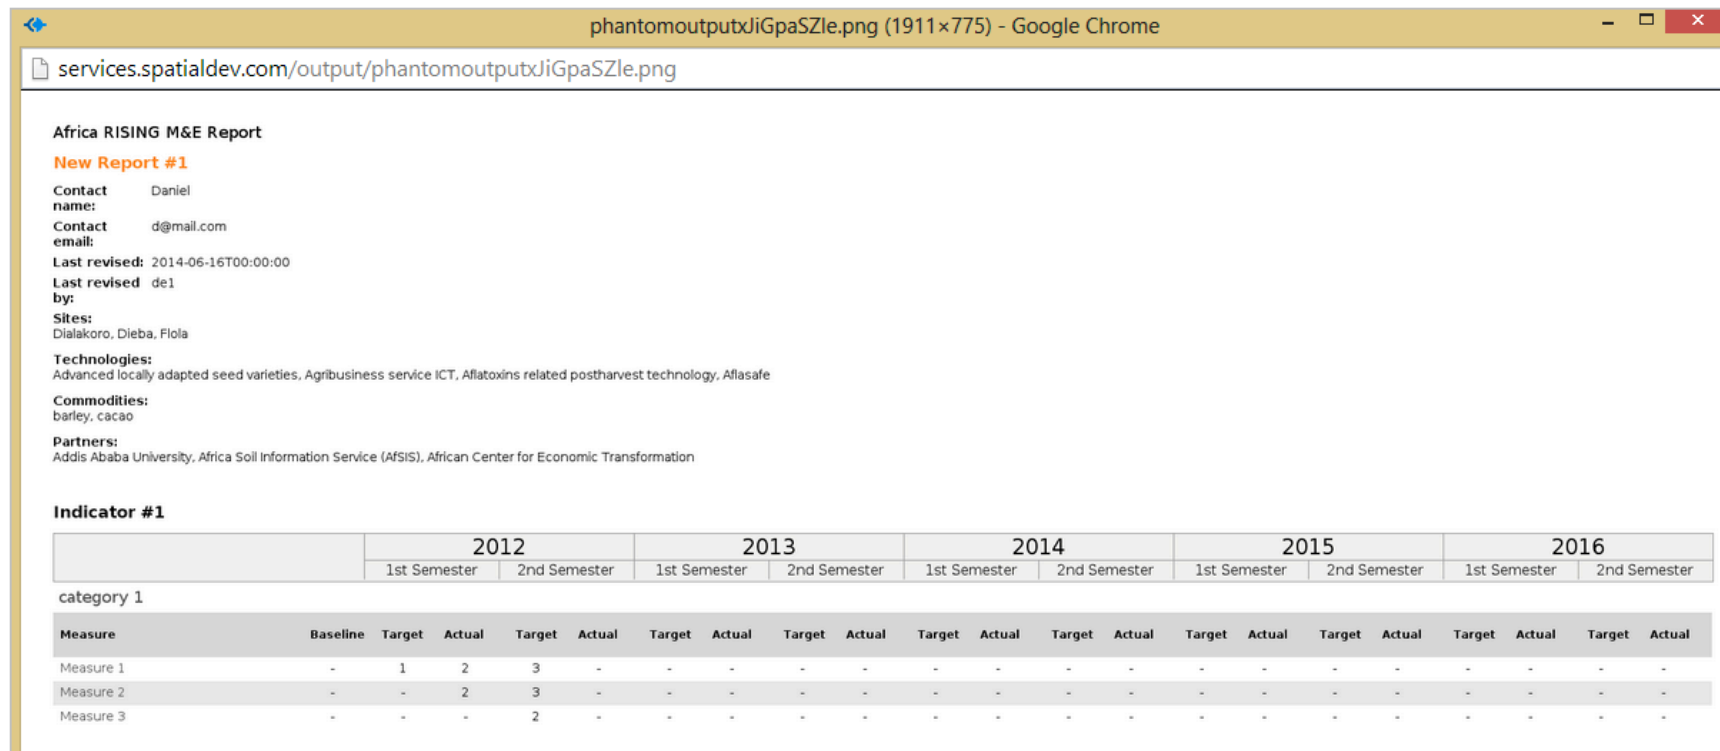 phantomoutputxJiGpaSZle.png (1911×775) - Google Chrome
services.spatialdev.com/output/phantomoutputxJiGpaSZle.png
Africa RISING M&E Report
New Report #1
Contact name: Daniel
Contact email: d@mail.com
Last revised: 2014-06-16T00:00:00
Last revised by: de1
Sites:
Dialakoro, Dieba, Flola
Technologies:
Advanced locally adapted seed varieties, Agribusiness service ICT, Aflatoxins related postharvest technology, Aflasafe
Commodities:
barley, cacao
Partners:
Addis Ababa University, Africa Soil Information Service (AfSIS), African Center for Economic Transformation
Indicator #1
2012 2013 2014 2015 2016
1st Semester 2nd Semester 1st Semester 2nd Semester 1st Semester 2nd Semester 1st Semester 2nd Semester 1st Semester 2nd Semester
category 1
Measure Baseline Target Actual Target Actual Target Actual Target Actual Target Actual Target Actual Target Actual Target Actual Target Actual Target Actual
Measure 1 - 1 2 3 - - - - - - - - - - - - - - - - -
Measure 2 - - 2 3 - - - - - - - - - - - - - - - - -
Measure 3 - - - 2 - - - - - - - - - - - - - - - - -